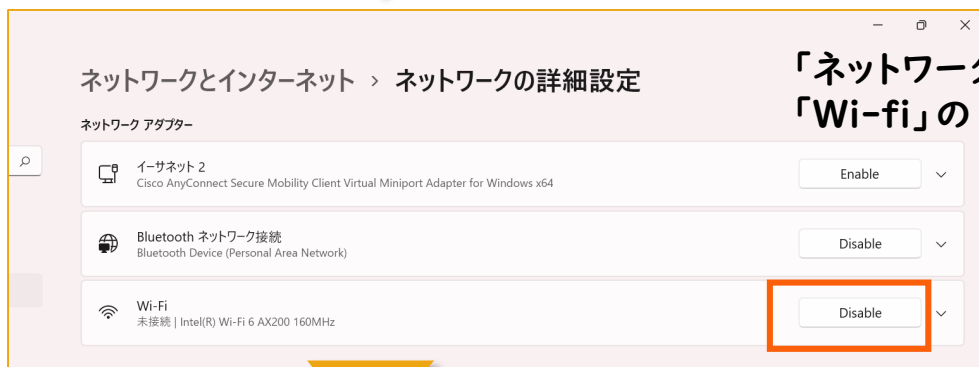 ネットワークとインターネット > ネットワークの詳細設定
「ネットワーク
「Wi-fi」の
ネットワーク アダプター
イーサネット 2
Cisco AnyConnect Secure Mobility Client Virtual Miniport Adapter for Windows x64
Enable
Bluetooth ネットワーク接続
Bluetooth Device (Personal Area Network)
Disable
Wi-Fi
未接続 | Intel(R) Wi-Fi 6 AX200 160MHz
Disable